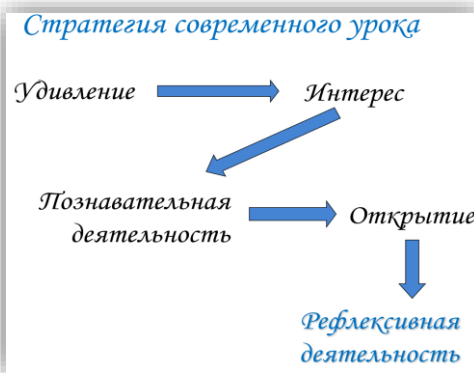 Стратегия современного урока
Удивление
Интерес
Познавательная
деятельность
Открытие
Рефлексивная
деятельность